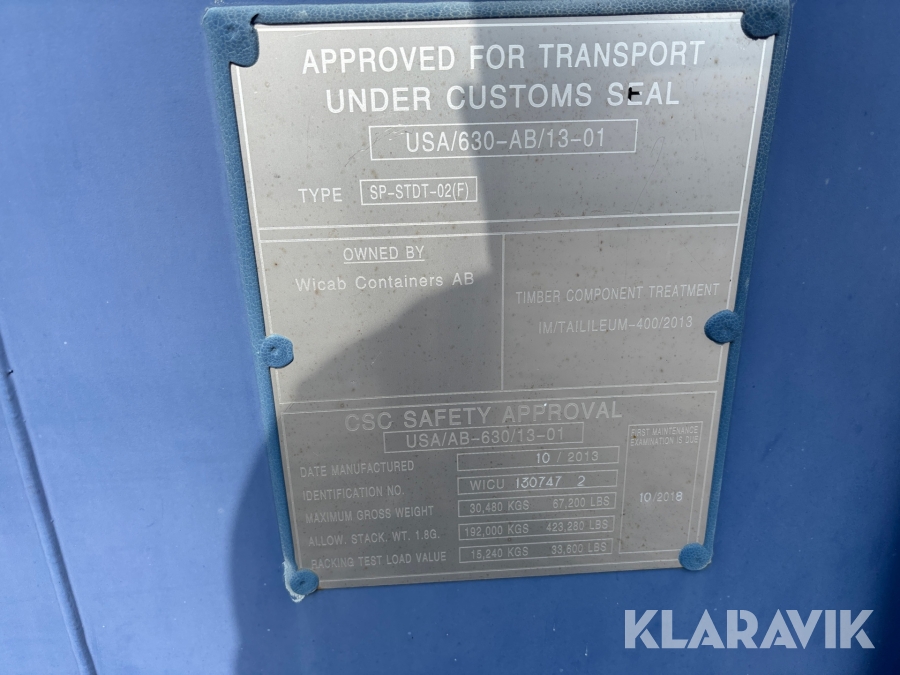 APPROVED FOR TRANSPORT
UNDER CUSTOMS SEAL
USA/630-AB/13-01
TYPE SP-STDT-02(F)
OWNED BY
Wicab Containers AB
TIMBER COMPONENT TREATMENT
IM/TAILILEUM-400/2013
CSC SAFETY APPROVAL
USA/AB-630/13-01
DATE MANUFACTURED 10 / 2013
IDENTIFICATION NO. WICU 130747 2
MAXIMUM GROSS WEIGHT 30,480 KGS 67,200 LBS
ALLOW. STACK. WT. 1.8G. 192,000 KGS 423,280 LBS
RACKING TEST LOAD VALUE 15,240 KGS 33,600 LBS
FIRST MAINTENANCE
EXAMINATION IS DUE
10/2018
KLARAVIK